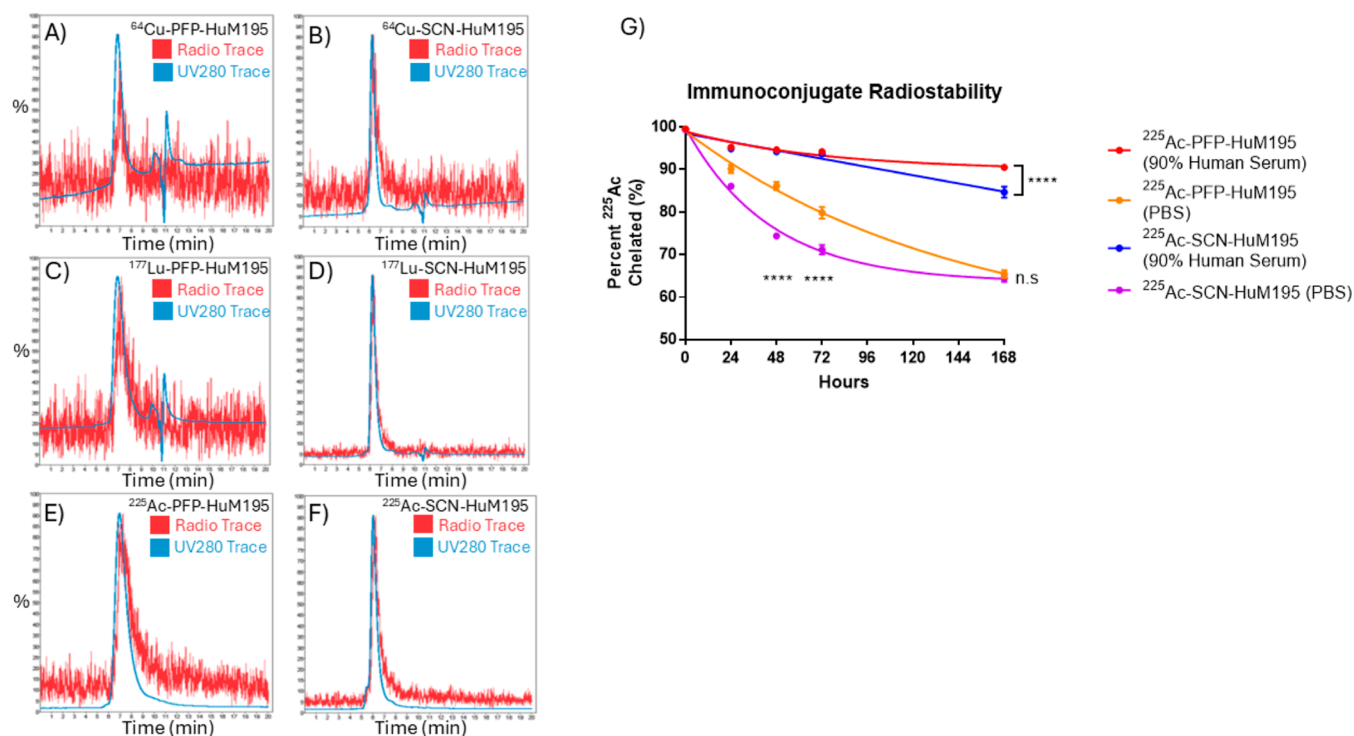 A)
⁶⁴Cu-PFP-HuM195
Radio Trace
UV280 Trace
%
Time (min)
B)
⁶⁴Cu-SCN-HuM195
Radio Trace
UV280 Trace
Time (min)
C)
¹⁷⁷Lu-PFP-HuM195
Radio Trace
UV280 Trace
%
Time (min)
D)
¹⁷⁷Lu-SCN-HuM195
Radio Trace
UV280 Trace
Time (min)
E)
²²⁵Ac-PFP-HuM195
Radio Trace
UV280 Trace
%
Time (min)
F)
²²⁵Ac-SCN-HuM195
Radio Trace
UV280 Trace
Time (min)
G)
Immunoconjugate Radiostability
Percent ²²⁵Ac
Chelated (%)
100
90
80
70
60
50
0 24 48 72 96 120 144 168
Hours
****
**** ****
n.s
²²⁵Ac-PFP-HuM195
(90% Human Serum)
²²⁵Ac-PFP-HuM195
(PBS)
²²⁵Ac-SCN-HuM195
(90% Human Serum)
²²⁵Ac-SCN-HuM195 (PBS)